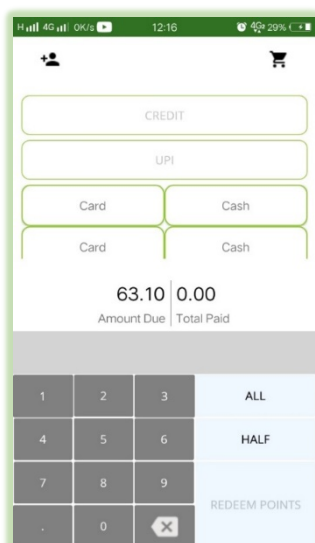 H 4G 0K/s 12:16 4G 29%
CREDIT
UPI
Card Cash
Card Cash
63.10 0.00
Amount Due Total Paid
1 2 3 ALL
4 5 6 HALF
7 8 9
REDEEM POINTS
. 0